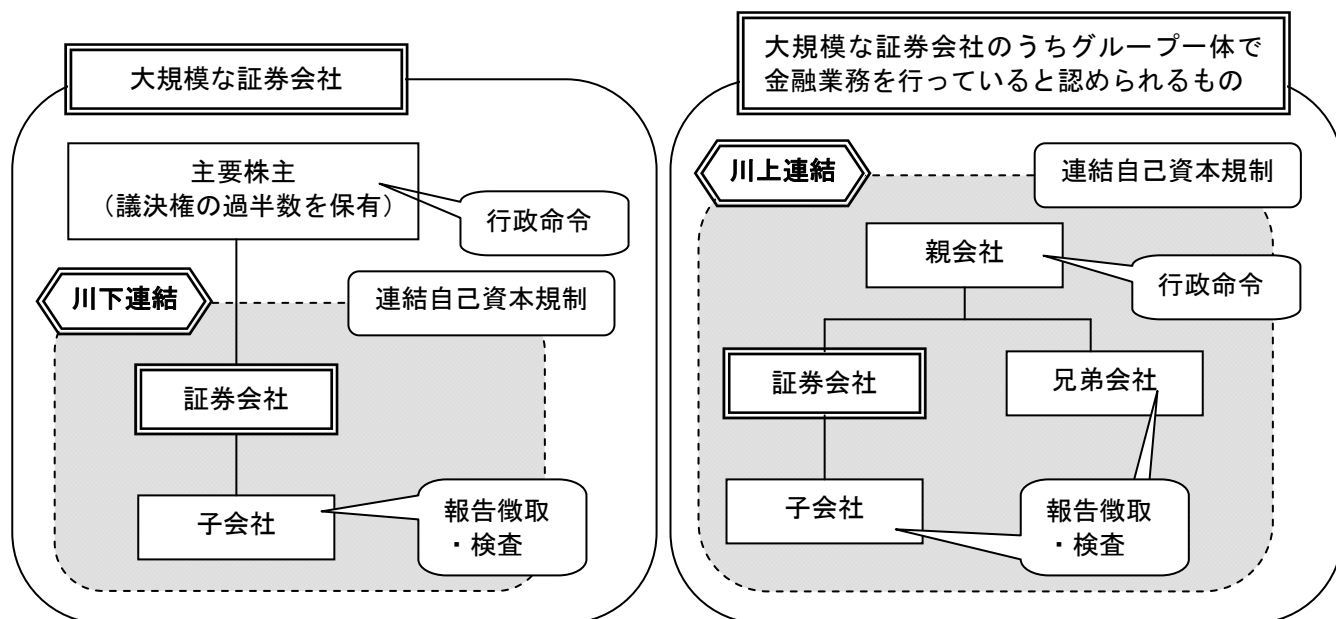 大規模な証券会社
主要株主
（議決権の過半数を保有）
行政命令
川下連結
連結自己資本規制
証券会社
子会社
報告徴取
・検査
大規模な証券会社のうちグループ一体で
金融業務を行っていると認められるもの
川上連結
連結自己資本規制
親会社
行政命令
証券会社
兄弟会社
子会社
報告徴取
・検査